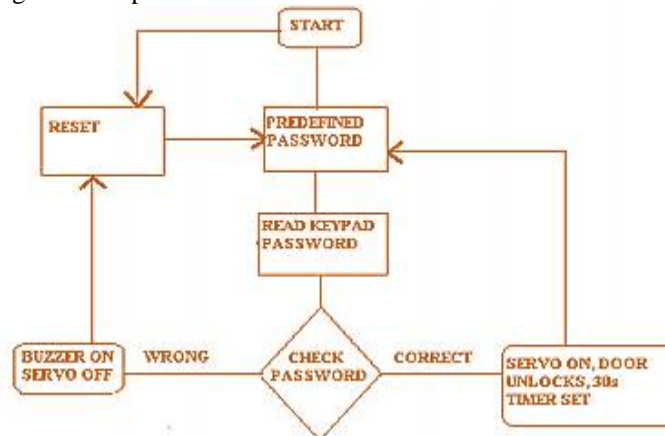 START
RESET
PREDEFINED
PASSWORD
READ KEYPAD
PASSWORD
BUZZER ON
SERVO OFF
WRONG
CHECK
PASSWORD
CORRECT
SERVO ON, DOOR
UNLOCKS, 30s
TIMER SET